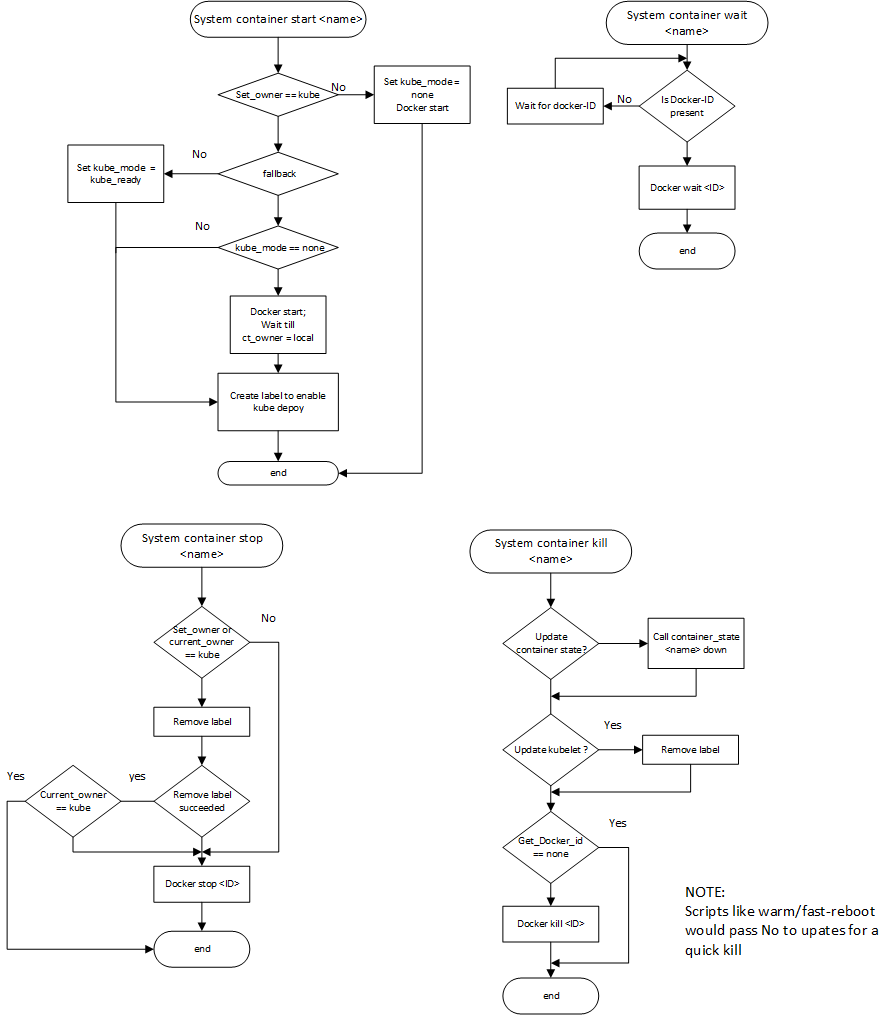 System container start <name>
Set_owner == kube
No
Set kube_mode =
none
Docker start
No
fallback
Set kube_mode =
kube_ready
No
kube_mode == none
Docker start;
Wait till
ct_owner = local
Create label to enable
kube depoy
end
System container wait
<name>
Is Docker-ID
present
No
Wait for docker-ID
Docker wait <ID>
end
System container stop
<name>
Set_owner or
current_owner
== kube
No
Remove label
Remove label
succeeded
yes
Current_owner
== kube
Yes
Docker stop <ID>
end
System container kill
<name>
Update
container state?
Call container_state
<name> down
Update kubelet ?
Yes
Remove label
Get_Docker_id
== none
Yes
Docker kill <ID>
end
NOTE:
Scripts like warm/fast-reboot
would pass No to upates for a
quick kill